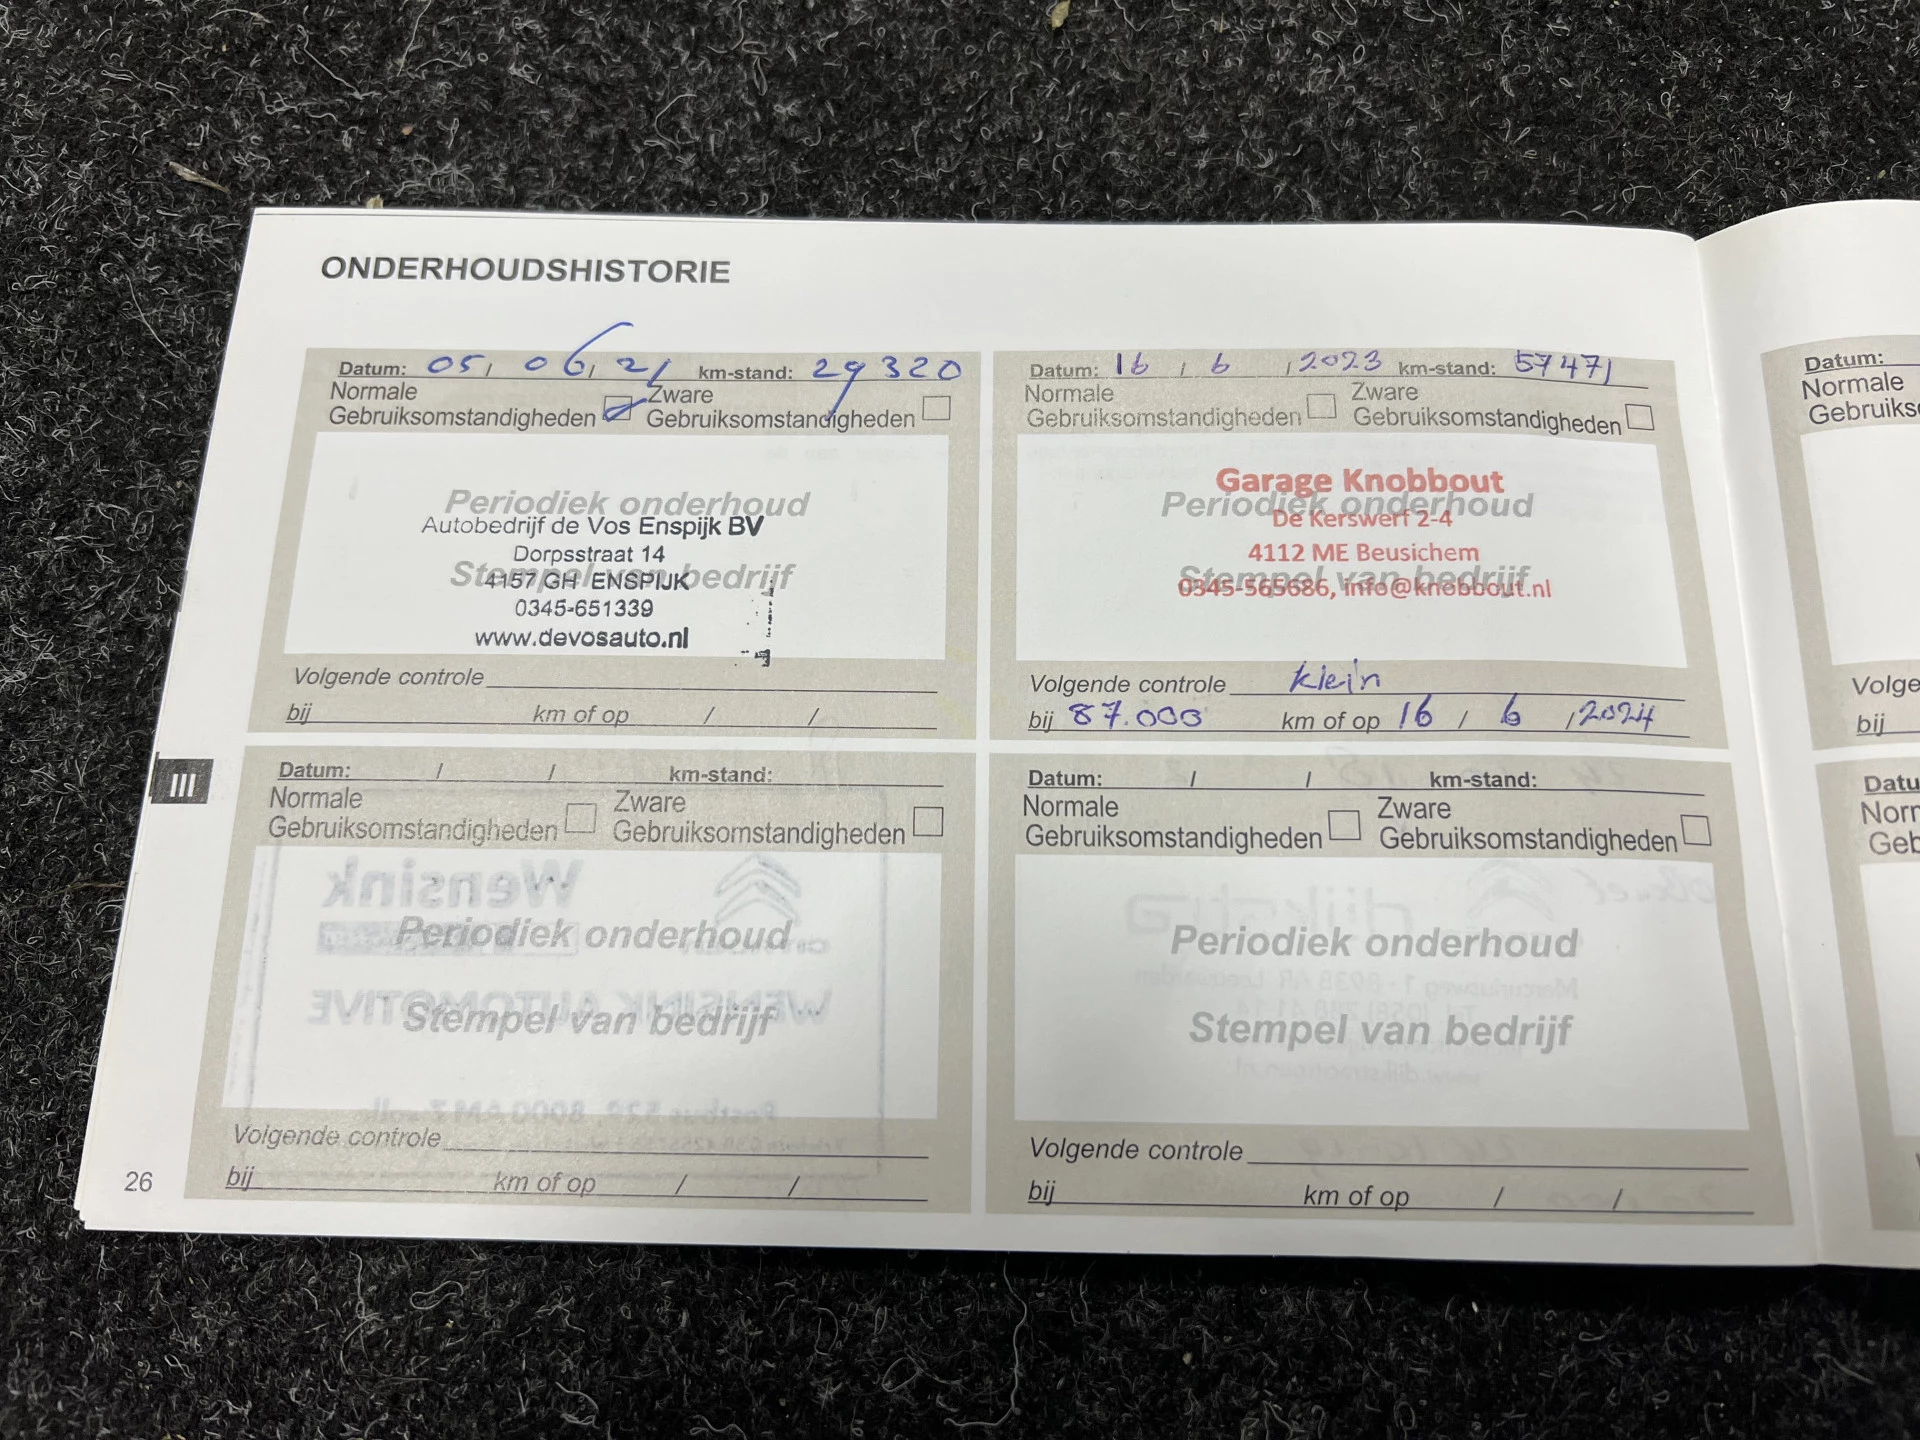 ONDERHOUDSHISTORIE
Datum: 05/ 06/ 21 km-stand: 29320
Normale Zware
Gebruiksomstandigheden Gebruiksomstandigheden
Periodiek onderhoud
Autobedrijf de Vos Enspijk BV
Dorpsstraat 14
Stempel van bedrijf
4157 GH ENSPIJK
0345-651339
www.devosauto.nl
Volgende controle
bij km of op / /
Datum: 16 / 6 / 2023 km-stand: 57471
Normale Zware
Gebruiksomstandigheden Gebruiksomstandigheden
Garage Knobbout
Periodiek onderhoud
De Kerswerf 2-4
4112 ME Beusichem
Stempel van bedrijf
0345-565686, info@knobbout.nl
Volgende controle klein
bij 87.000 km of op 16 / 6 / 2024
III
Datum: / / km-stand:
Normale Zware
Gebruiksomstandigheden Gebruiksomstandigheden
Periodiek onderhoud
Stempel van bedrijf
Volgende controle
bij km of op / /
Datum: / / km-stand:
Normale Zware
Gebruiksomstandigheden Gebruiksomstandigheden
Periodiek onderhoud
Stempel van bedrijf
Volgende controle
bij km of op / /
26
Datum:
Normale
bij